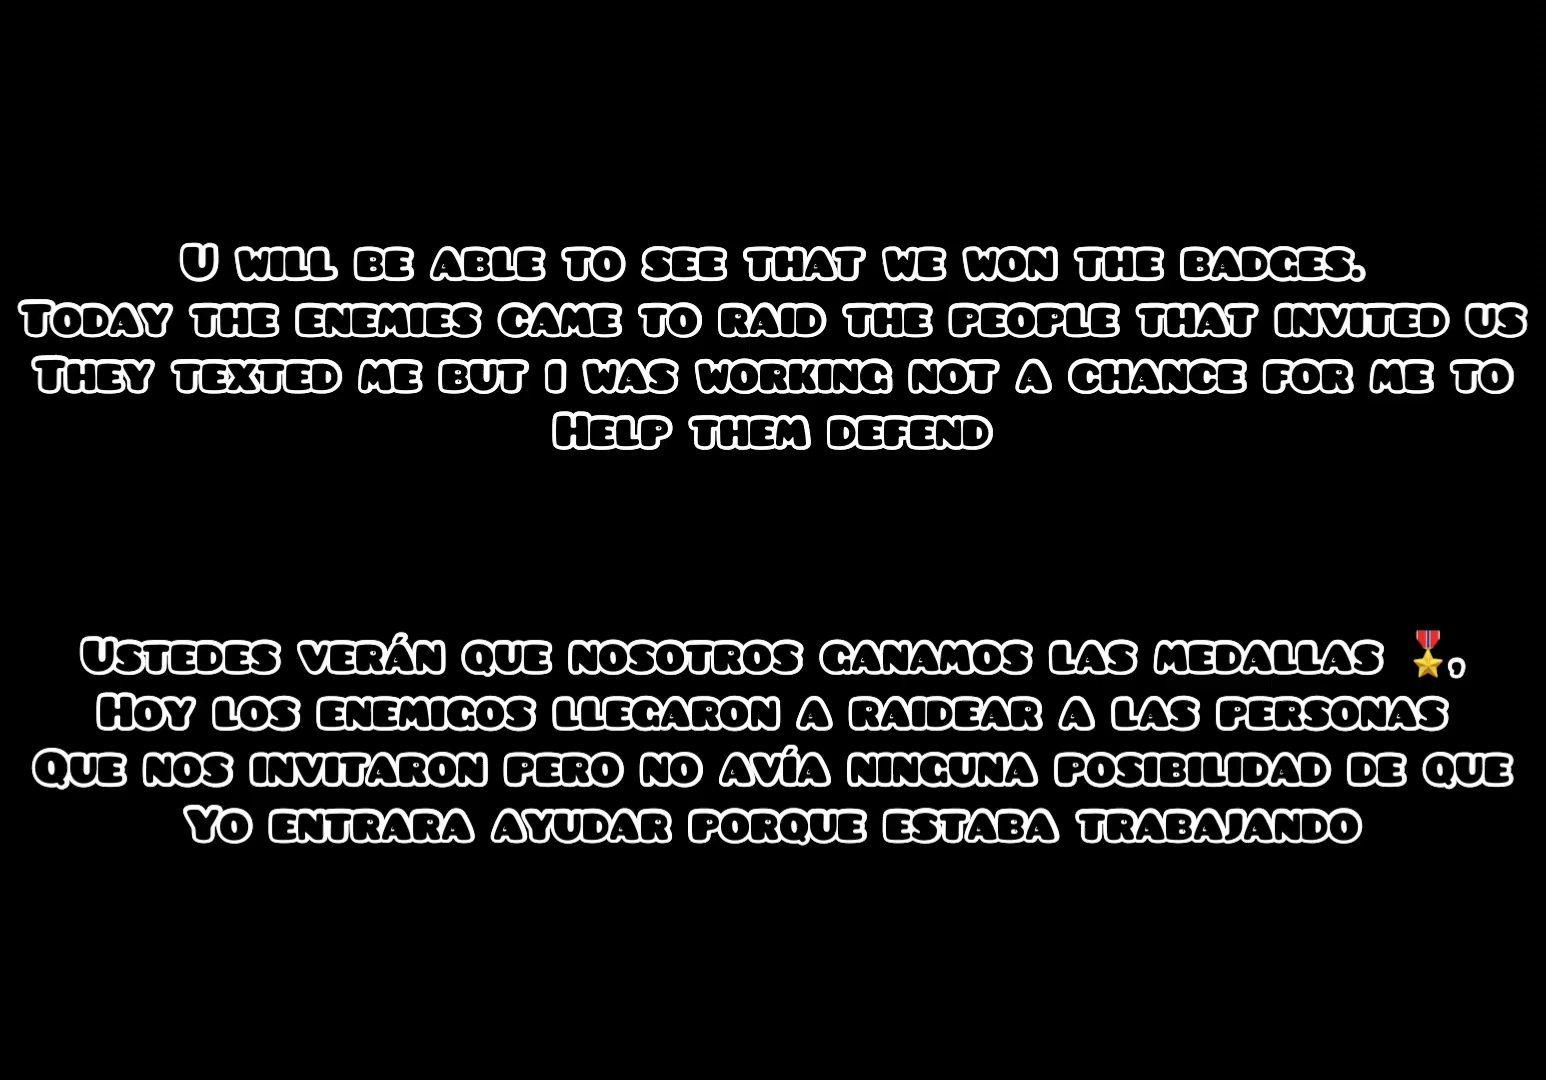 U will be able to see that we won the badges.
Today the enemies came to raid the people that invited us
They texted me but i was working not a chance for me to
Help them defend
Ustedes verán que nosotros ganamos las medallas 🎖,
Hoy los enemigos llegaron a raidear a las personas
Que nos invitaron pero no avía ninguna posibilidad de que
Yo entrara ayudar porque estaba trabajando